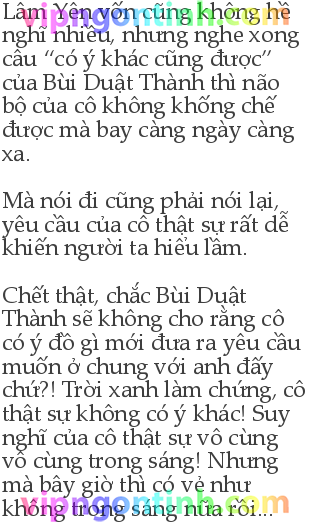 vipngontinh.com
Lâm Yên vốn cũng không hề
nghĩ nhiều, nhưng nghe xong
câu “có ý khác cũng được”
của Bùi Duật Thành thì não
bộ của cô không khống chế
được mà bay càng ngày càng
xa.
Mà nói đi cũng phải nói lại,
yêu cầu của cô thật sự rất dễ
khiến người ta hiểu lầm.
Chết thật, chắc Bùi Duật
Thành sẽ không cho rằng cô
có ý đồ gì mới đưa ra yêu cầu
muốn ở chung với anh đấy
chứ?! Trời xanh làm chứng, cô
thật sự không có ý khác! Suy
nghĩ của cô thật sự vô cùng
vô cùng trong sáng! Nhưng
mà bây giờ thì có vẻ như
không trong sáng nữa rồi...
vipngontinh.com